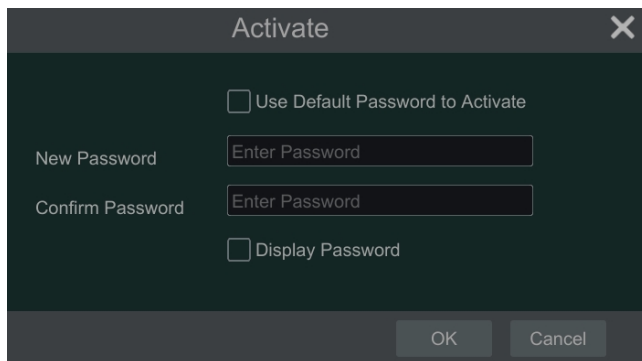 Activate
Use Default Password to Activate
New Password Enter Password
Confirm Password Enter Password
Display Password
OK Cancel